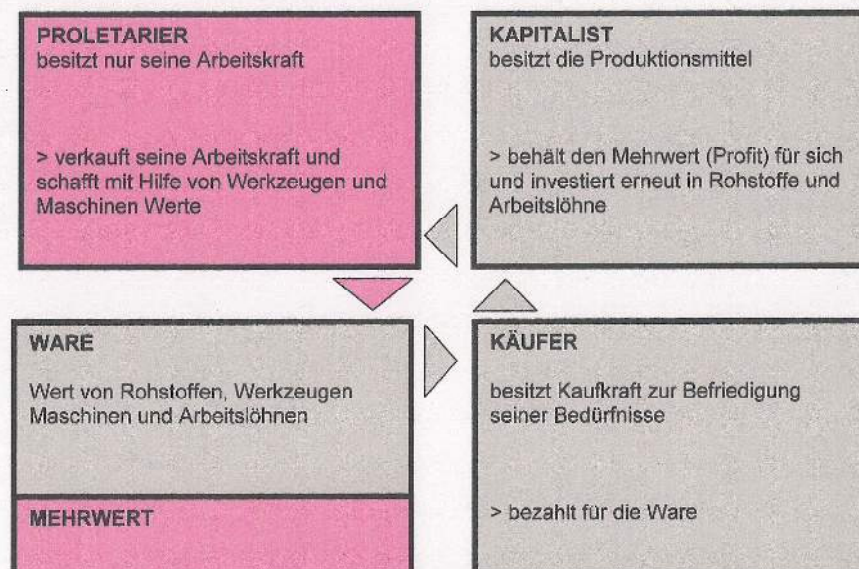 PROLETARIER
besitzt nur seine Arbeitskraft
> verkauft seine Arbeitskraft und
schafft mit Hilfe von Werkzeugen und
Maschinen Werte
KAPITALIST
besitzt die Produktionsmittel
> behält den Mehrwert (Profit) für sich
und investiert erneut in Rohstoffe und
Arbeitslöhne
WARE
Wert von Rohstoffen, Werkzeugen
Maschinen und Arbeitslöhnen
MEHRWERT
KÄUFER
besitzt Kaufkraft zur Befriedigung
seiner Bedürfnisse
> bezahlt für die Ware